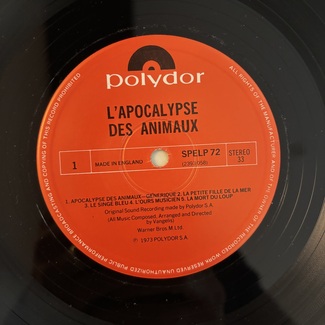 polydor
L'APOCALYPSE
DES ANIMAUX
1
MADE IN ENGLAND
SPELP 72
STEREO
33
1. APOCALYPSE DES ANIMAUX—GENERIQUE 2. LA PETITE FILLE DE LA MER
3. LE SINGE BLEU 4. L'OURS MUSICIEN 5. LA MORT DU LOUP
Original Sound Recording made by Polydor S.A.
(All Music Composed, Arranged and Directed
by Vangelis)
Warner Bros. M Ltd.
℗ 1973 POLYDOR S.A
ALL RIGHTS OF THE MANUFACTURER AND OF THE OWNER OF THE RECORDED WORK RESERVED UNAUTHORIZED PUBLIC PERFORMANCE BROADCASTING AND COPYING OF THIS RECORD PROHIBITED